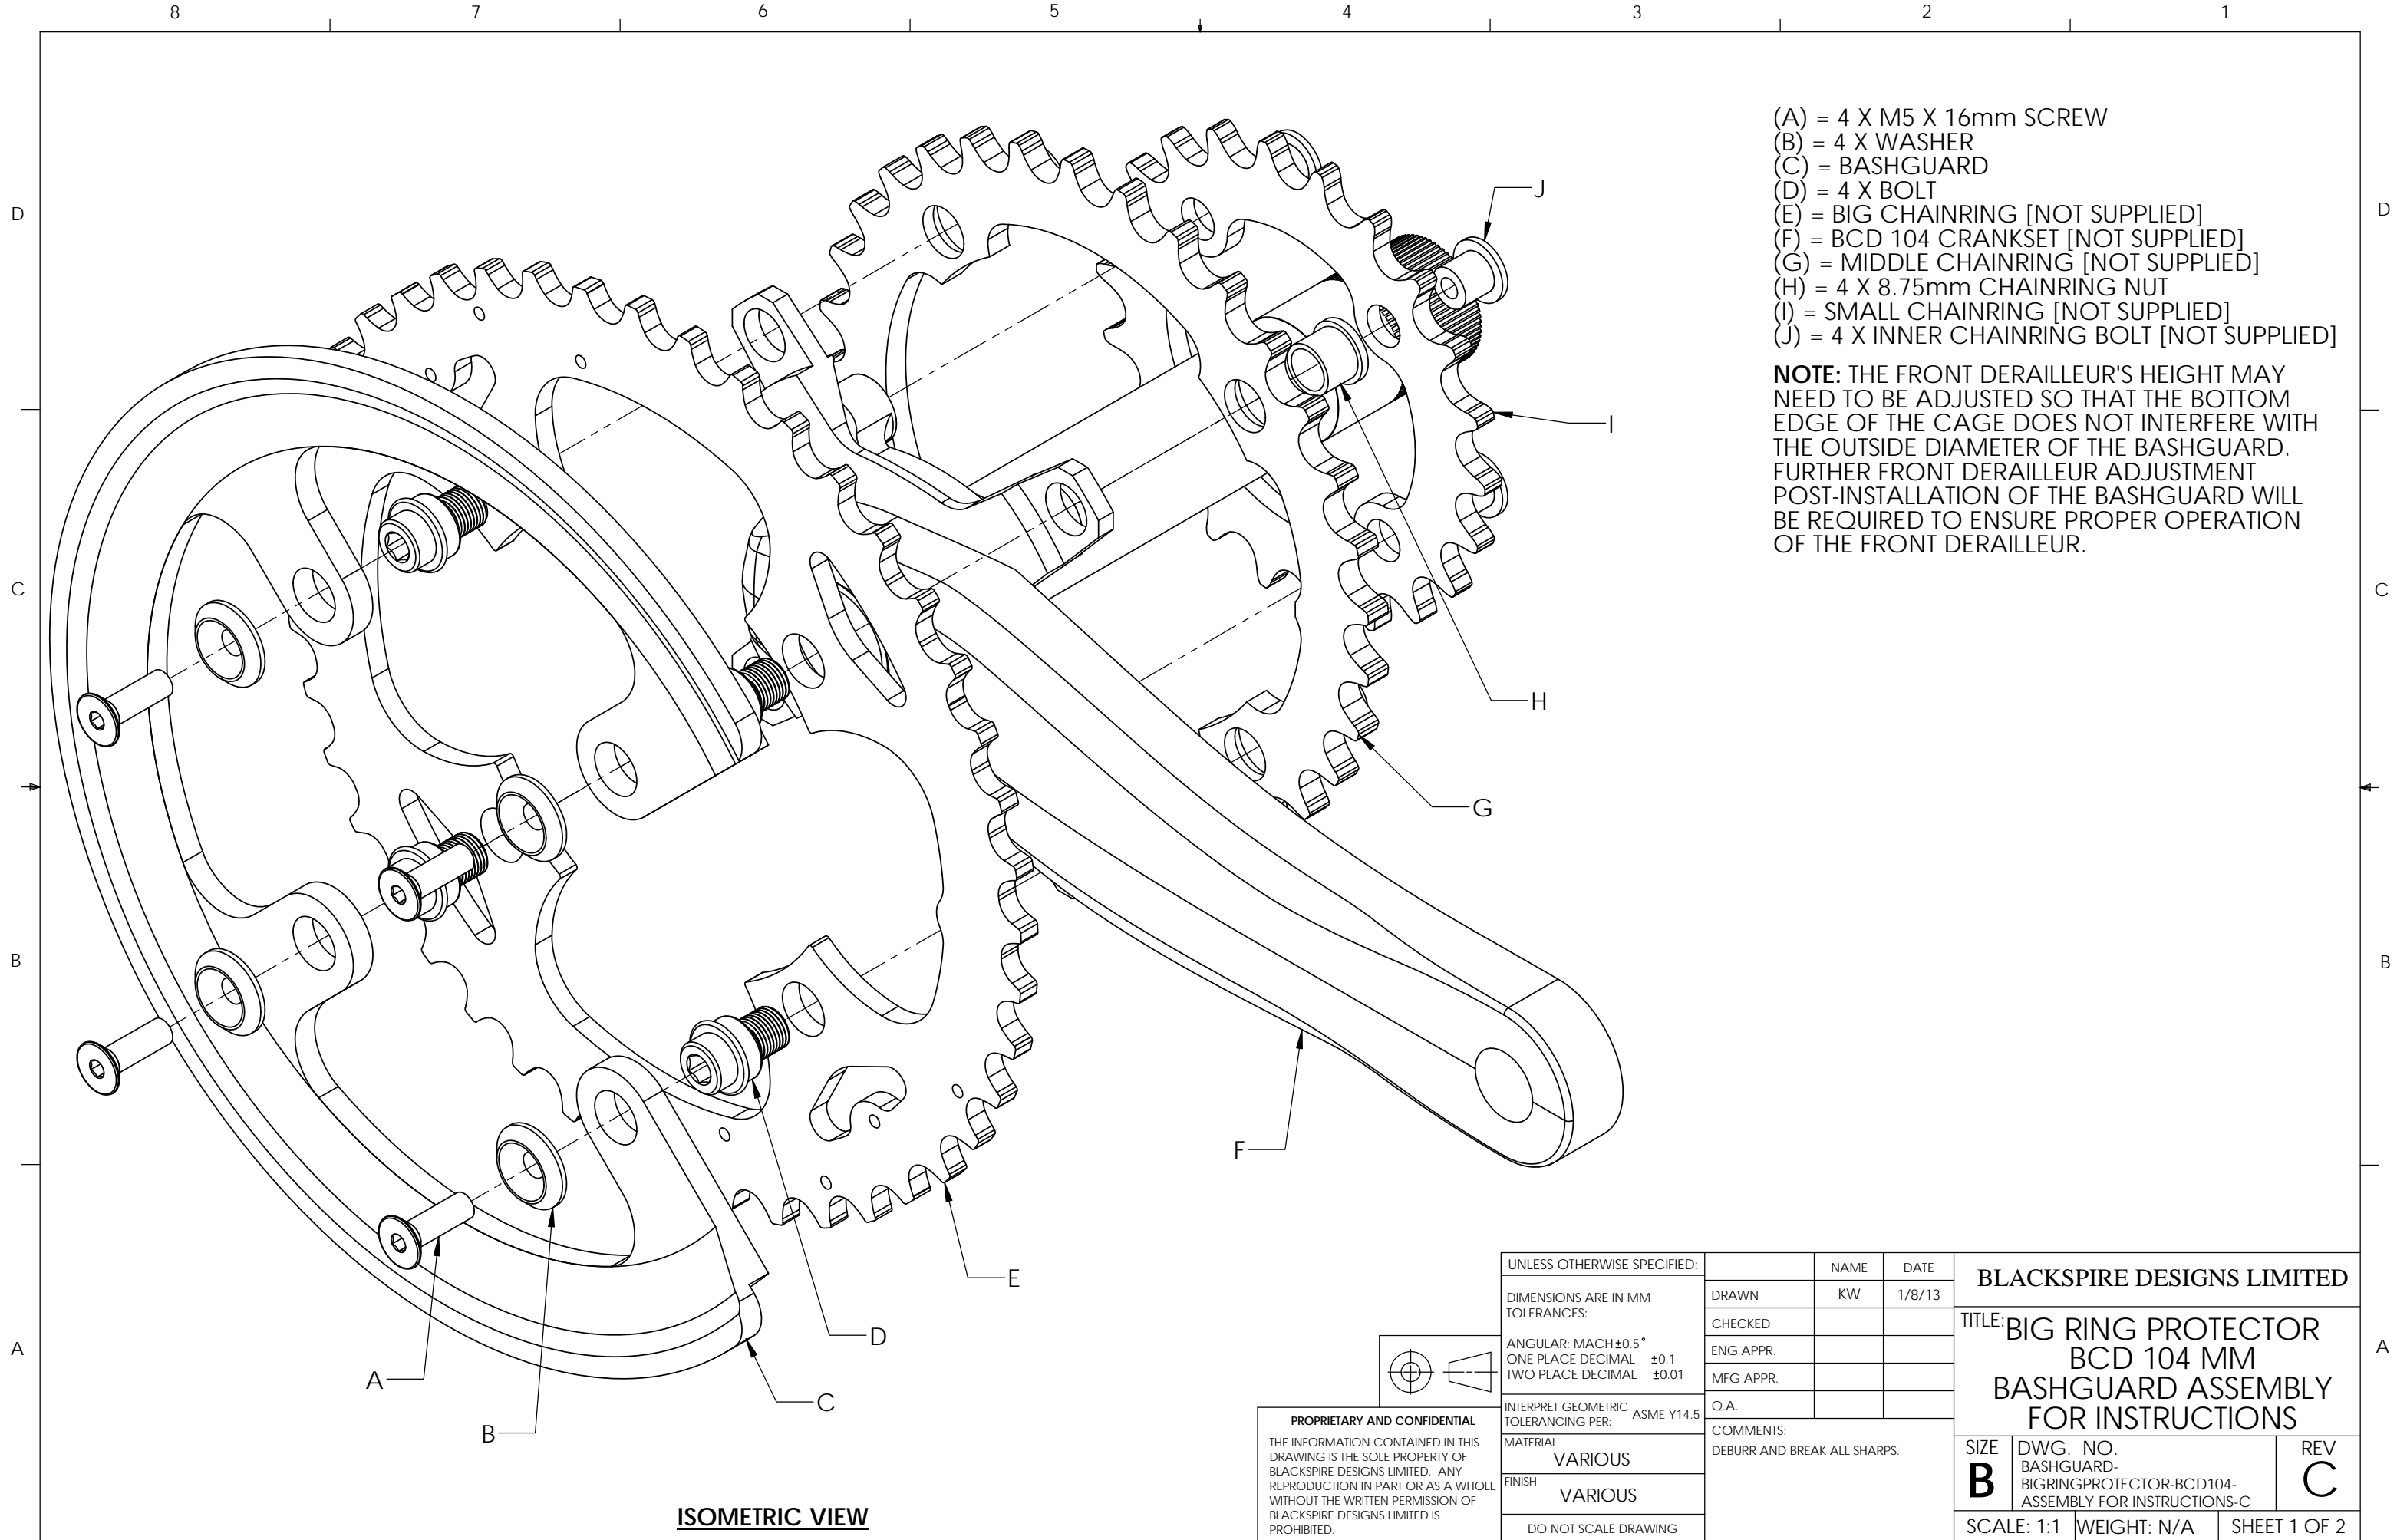 8 7 6 5 4 3 2 1
D D
C C
B B
A A
(A) = 4 X M5 X 16mm SCREW
(B) = 4 X WASHER
(C) = BASHGUARD
(D) = 4 X BOLT
(E) = BIG CHAINRING [NOT SUPPLIED]
(F) = BCD 104 CRANKSET [NOT SUPPLIED]
(G) = MIDDLE CHAINRING [NOT SUPPLIED]
(H) = 4 X 8.75mm CHAINRING NUT
(I) = SMALL CHAINRING [NOT SUPPLIED]
(J) = 4 X INNER CHAINRING BOLT [NOT SUPPLIED]
NOTE: THE FRONT DERAILLEUR'S HEIGHT MAY
NEED TO BE ADJUSTED SO THAT THE BOTTOM
EDGE OF THE CAGE DOES NOT INTERFERE WITH
THE OUTSIDE DIAMETER OF THE BASHGUARD.
FURTHER FRONT DERAILLEUR ADJUSTMENT
POST-INSTALLATION OF THE BASHGUARD WILL
BE REQUIRED TO ENSURE PROPER OPERATION
OF THE FRONT DERAILLEUR.
J
I
H
G
F
E
D
C
A
B
ISOMETRIC VIEW
PROPRIETARY AND CONFIDENTIAL
THE INFORMATION CONTAINED IN THIS
DRAWING IS THE SOLE PROPERTY OF
BLACKSPIRE DESIGNS LIMITED. ANY
REPRODUCTION IN PART OR AS A WHOLE
WITHOUT THE WRITTEN PERMISSION OF
BLACKSPIRE DESIGNS LIMITED IS
PROHIBITED.
UNLESS OTHERWISE SPECIFIED:
DIMENSIONS ARE IN MM
TOLERANCES:
ANGULAR: MACH±0.5°
ONE PLACE DECIMAL ±0.1
TWO PLACE DECIMAL ±0.01
INTERPRET GEOMETRIC
TOLERANCING PER: ASME Y14.5
MATERIAL
VARIOUS
FINISH
VARIOUS
DO NOT SCALE DRAWING
NAME DATE
DRAWN KW 1/8/13
CHECKED
ENG APPR.
MFG APPR.
Q.A.
COMMENTS:
DEBURR AND BREAK ALL SHARPS.
BLACKSPIRE DESIGNS LIMITED
TITLE: BIG RING PROTECTOR
BCD 104 MM
BASHGUARD ASSEMBLY
FOR INSTRUCTIONS
SIZE
B
DWG. NO.
BASHGUARD-
BIGRINGPROTECTOR-BCD104-
ASSEMBLY FOR INSTRUCTIONS-C
REV
C
SCALE: 1:1 WEIGHT: N/A SHEET 1 OF 2